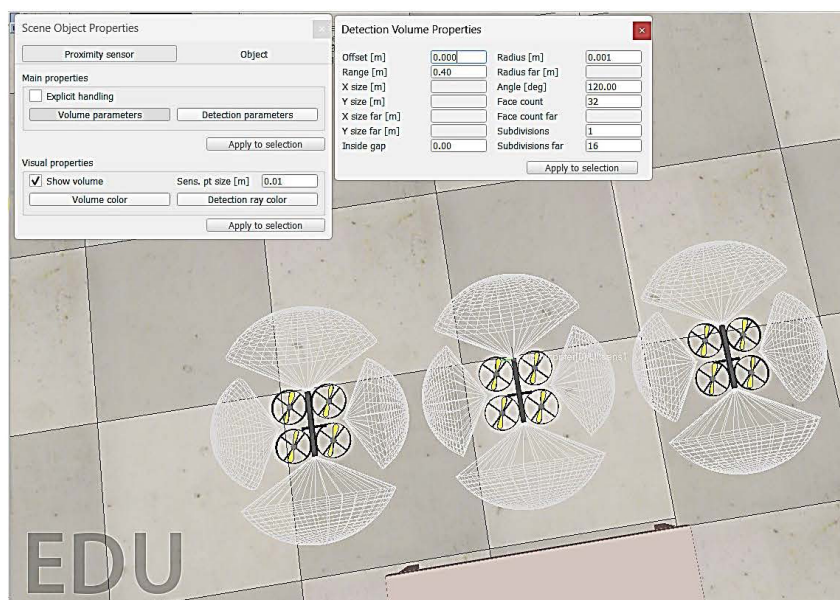 Scene Object Properties
Proximity sensor Object
Main properties
Explicit handling
Volume parameters Detection parameters
Apply to selection
Visual properties
Show volume Sens. pt size [m] 0.01
Volume color Detection ray color
Apply to selection
Detection Volume Properties
Offset [m] 0.000 Radius [m] 0.001
Range [m] 0.40 Radius far [m]
X size [m] Angle [deg] 120.00
Y size [m] Face count 32
X size far [m] Face count far
Y size far [m] Subdivisions 1
Inside gap 0.00 Subdivisions far 16
Apply to selection
EDU